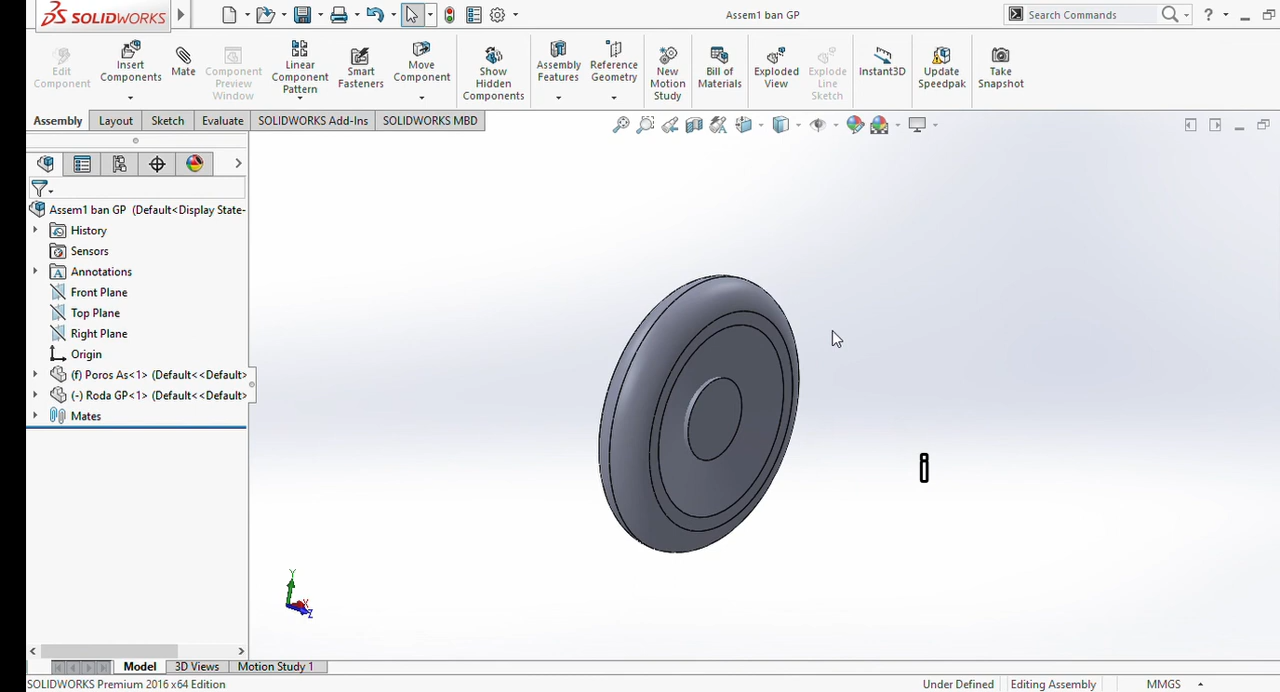 SOLIDWORKS
Assem1 ban GP
Search Commands
?
Edit Component
Insert Components
Mate
Component Preview Window
Linear Component Pattern
Smart Fasteners
Move Component
Show Hidden Components
Assembly Features
Reference Geometry
New Motion Study
Bill of Materials
Exploded View
Explode Line Sketch
Instant3D
Update Speedpak
Take Snapshot
Assembly Layout Sketch Evaluate SOLIDWORKS Add-Ins SOLIDWORKS MBD
Assem1 ban GP (Default<Display State-
History
Sensors
Annotations
Front Plane
Top Plane
Right Plane
Origin
(f) Poros As<1> (Default<<Default>
(-) Roda GP<1> (Default<<Default>
Mates
i
Y
X
Z
Model 3D Views Motion Study 1
SOLIDWORKS Premium 2016 x64 Edition
Under Defined Editing Assembly MMGS